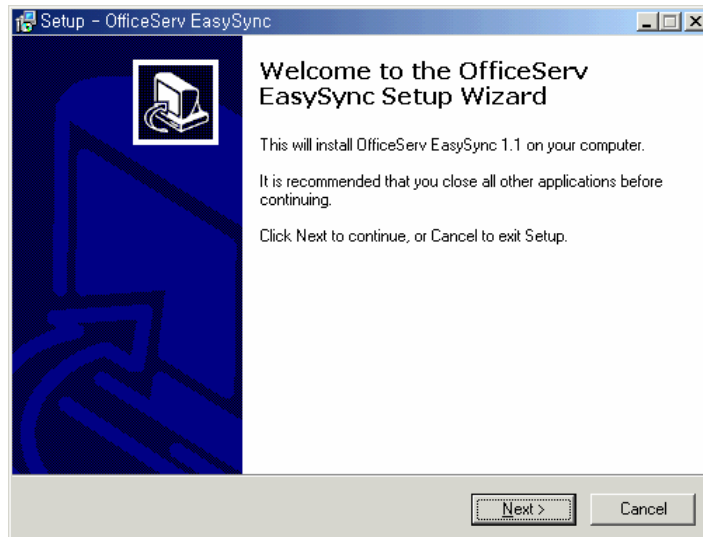 Setup - OfficeServ EasySync
Welcome to the OfficeServ
EasySync Setup Wizard
This will install OfficeServ EasySync 1.1 on your computer.
It is recommended that you close all other applications before
continuing.
Click Next to continue, or Cancel to exit Setup.
Next >
Cancel